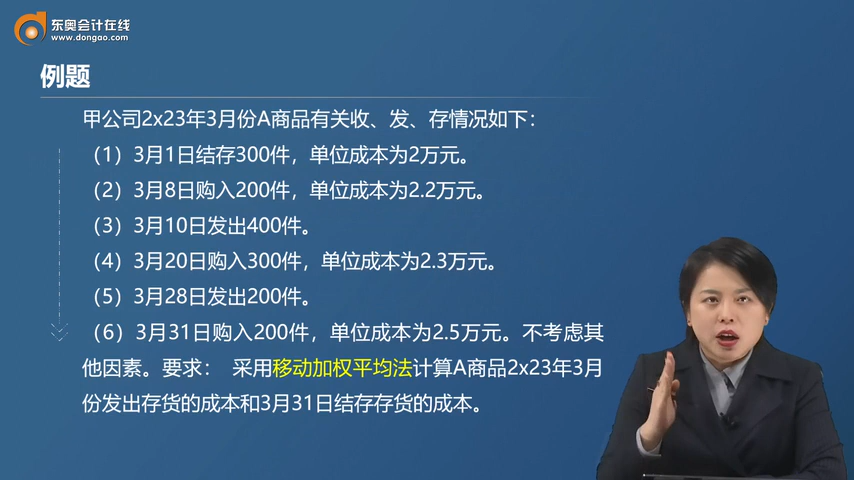 东奥会计在线
www.dongao.com
例题
甲公司2x23年3月份A商品有关收、发、存情况如下：
（1）3月1日结存300件，单位成本为2万元。
（2）3月8日购入200件，单位成本为2.2万元。
（3）3月10日发出400件。
（4）3月20日购入300件，单位成本为2.3万元。
（5）3月28日发出200件。
（6）3月31日购入200件，单位成本为2.5万元。不考虑其
他因素。要求： 采用移动加权平均法计算A商品2x23年3月
份发出存货的成本和3月31日结存存货的成本。